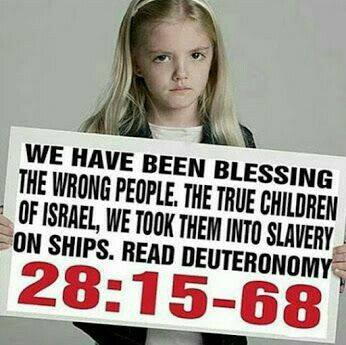 WE HAVE BEEN BLESSING
THE WRONG PEOPLE. THE TRUE CHILDREN
OF ISRAEL, WE TOOK THEM INTO SLAVERY
ON SHIPS. READ DEUTERONOMY
28:15-68